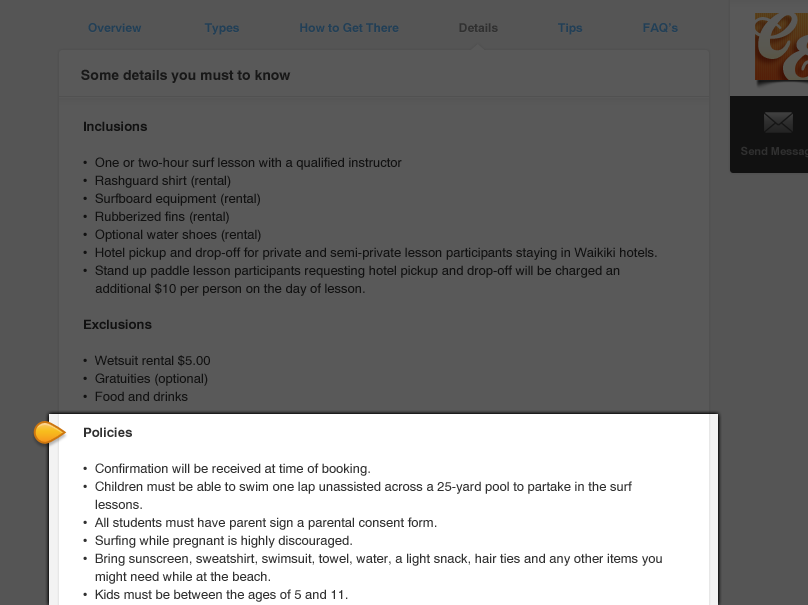 Overview Types How to Get There Details Tips FAQ's
Some details you must to know
Inclusions
• One or two-hour surf lesson with a qualified instructor
• Rashguard shirt (rental)
• Surfboard equipment (rental)
• Rubberized fins (rental)
• Optional water shoes (rental)
• Hotel pickup and drop-off for private and semi-private lesson participants staying in Waikiki hotels.
• Stand up paddle lesson participants requesting hotel pickup and drop-off will be charged an
additional $10 per person on the day of lesson.
Exclusions
• Wetsuit rental $5.00
• Gratuities (optional)
• Food and drinks
Policies
• Confirmation will be received at time of booking.
• Children must be able to swim one lap unassisted across a 25-yard pool to partake in the surf
lessons.
• All students must have parent sign a parental consent form.
• Surfing while pregnant is highly discouraged.
• Bring sunscreen, sweatshirt, swimsuit, towel, water, a light snack, hair ties and any other items you
might need while at the beach.
• Kids must be between the ages of 5 and 11.
Send